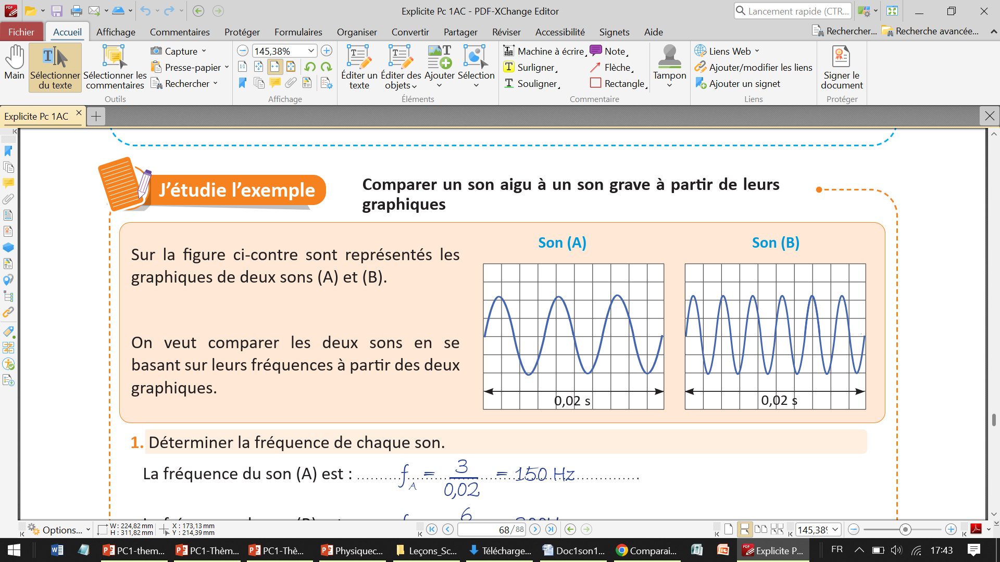 Explicite Pc 1AC - PDF-XChange Editor
Lancement rapide (CTR...
Fichier Accueil Affichage Commentaires Protéger Formulaires Organiser Convertir Partager Réviser Accessibilité Signets Aide
Rechercher... Recherche avancée...
Main
Sélectionner du texte
Sélectionner les commentaires
Capture
Presse-papier
Rechercher
Outils
145,38%
Affichage
Éditer un texte
Éditer des objets
Ajouter
Sélection
Éléments
Machine à écrire
Surligner
Souligner
Note
Flèche
Rectangle
Tampon
Commentaire
Liens Web
Ajouter/modifier les liens
Ajouter un signet
Liens
Signer le document
Protéger
Explicite Pc 1AC
J’étudie l’exemple
Comparer un son aigu à un son grave à partir de leurs
graphiques
Sur la figure ci-contre sont représentés les
graphiques de deux sons (A) et (B).
On veut comparer les deux sons en se
basant sur leurs fréquences à partir des deux
graphiques.
Son (A)
0,02 s
Son (B)
0,02 s
1. Déterminer la fréquence de chaque son.
La fréquence du son (A) est : f_A = 3/0,02 = 150 Hz
6
Options...
W : 224,82 mm
H : 311,82 mm
X : 173,13 mm
Y : 214,39 mm
68 / 88
145,38%
PC1-them... PC1-Thèm... PC1-Thè... Physiquec... Leçons_Sc... Télécharge... Doc1son1... Comparai... Explicite P...
FR 17:43